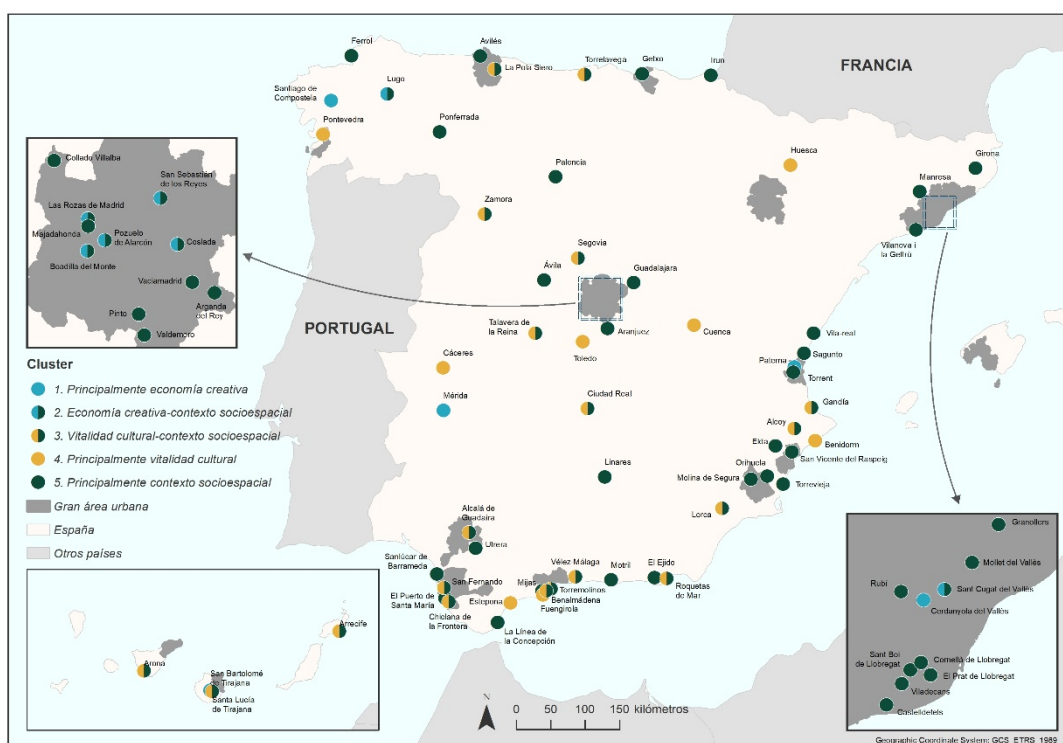 Ferrol
Avilés
La Pola Siero
Torrelavega
Getxo
Irun
FRANCIA
Lugo
Santiago de
Compostela
Pontevedra
Ponferrada
Palencia
Huesca
Girona
Manresa
Vilanova i
la Geltrú
Zamora
Segovia
Ávila
Guadalajara
PORTUGAL
Talavera de
la Reina
Aranjuez
Toledo
Cuenca
Cáceres
Mérida
Ciudad Real
Vila-real
Sagunto
Paterna
Torrent
Gandía
Alcoy
Benidorm
Elda
San Vicente del Raspeig
Orihuela
Molina de Segura
Torrevieja
Linares
Lorca
Alcalá de
Guadaíra
Utrera
Sanlúcar de
Barrameda
San Fernando
El Puerto de
Santa María
Chiclana de
la Frontera
Mijas
Vélez Málaga
Torremolinos
Benalmádena
Fuengirola
Estepona
La Línea de
la Concepción
Motril
El Ejido
Roquetas
de Mar
Collado Villalba
San Sebastián
de los Reyes
Las Rozas de Madrid
Majadahonda
Pozuelo
de Alarcón
Boadilla del Monte
Coslada
Vaciamadrid
Arganda
del Rey
Pinto
Valdemoro
Cluster
1. Principalmente economía creativa
2. Economía creativa-contexto socioespacial
3. Vitalidad cultural-contexto socioespacial
4. Principalmente vitalidad cultural
5. Principalmente contexto socioespacial
Gran área urbana
España
Otros países
Arrecife
Arona
San Bartolomé
de Tirajana
Santa Lucía
de Tirajana
N
0 50 100 150 kilómetros
Granollers
Mollet del Vallès
Rubí
Sant Cugat del Vallès
Cerdanyola del Vallès
Sant Boi
de Llobregat
Cornellà de Llobregat
El Prat de Llobregat
Viladecans
Castelldefels
Geographic Coordinate System: GCS_ETRS_1989